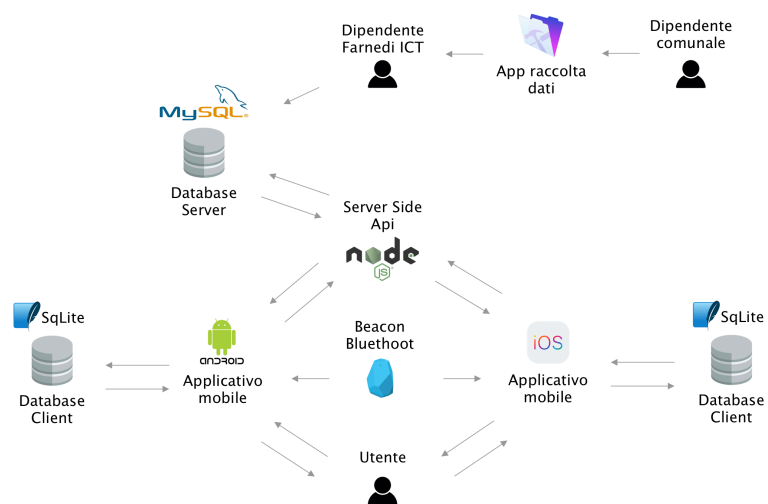 Dipendente
Farnedi ICT
App raccolta
dati
Dipendente
comunale
MySQL®
Database
Server
Server Side
Api
node
JS
SqLite
Database
Client
ANDROID
Applicativo
mobile
Beacon
Bluethoot
iOS
Applicativo
mobile
SqLite
Database
Client
Utente